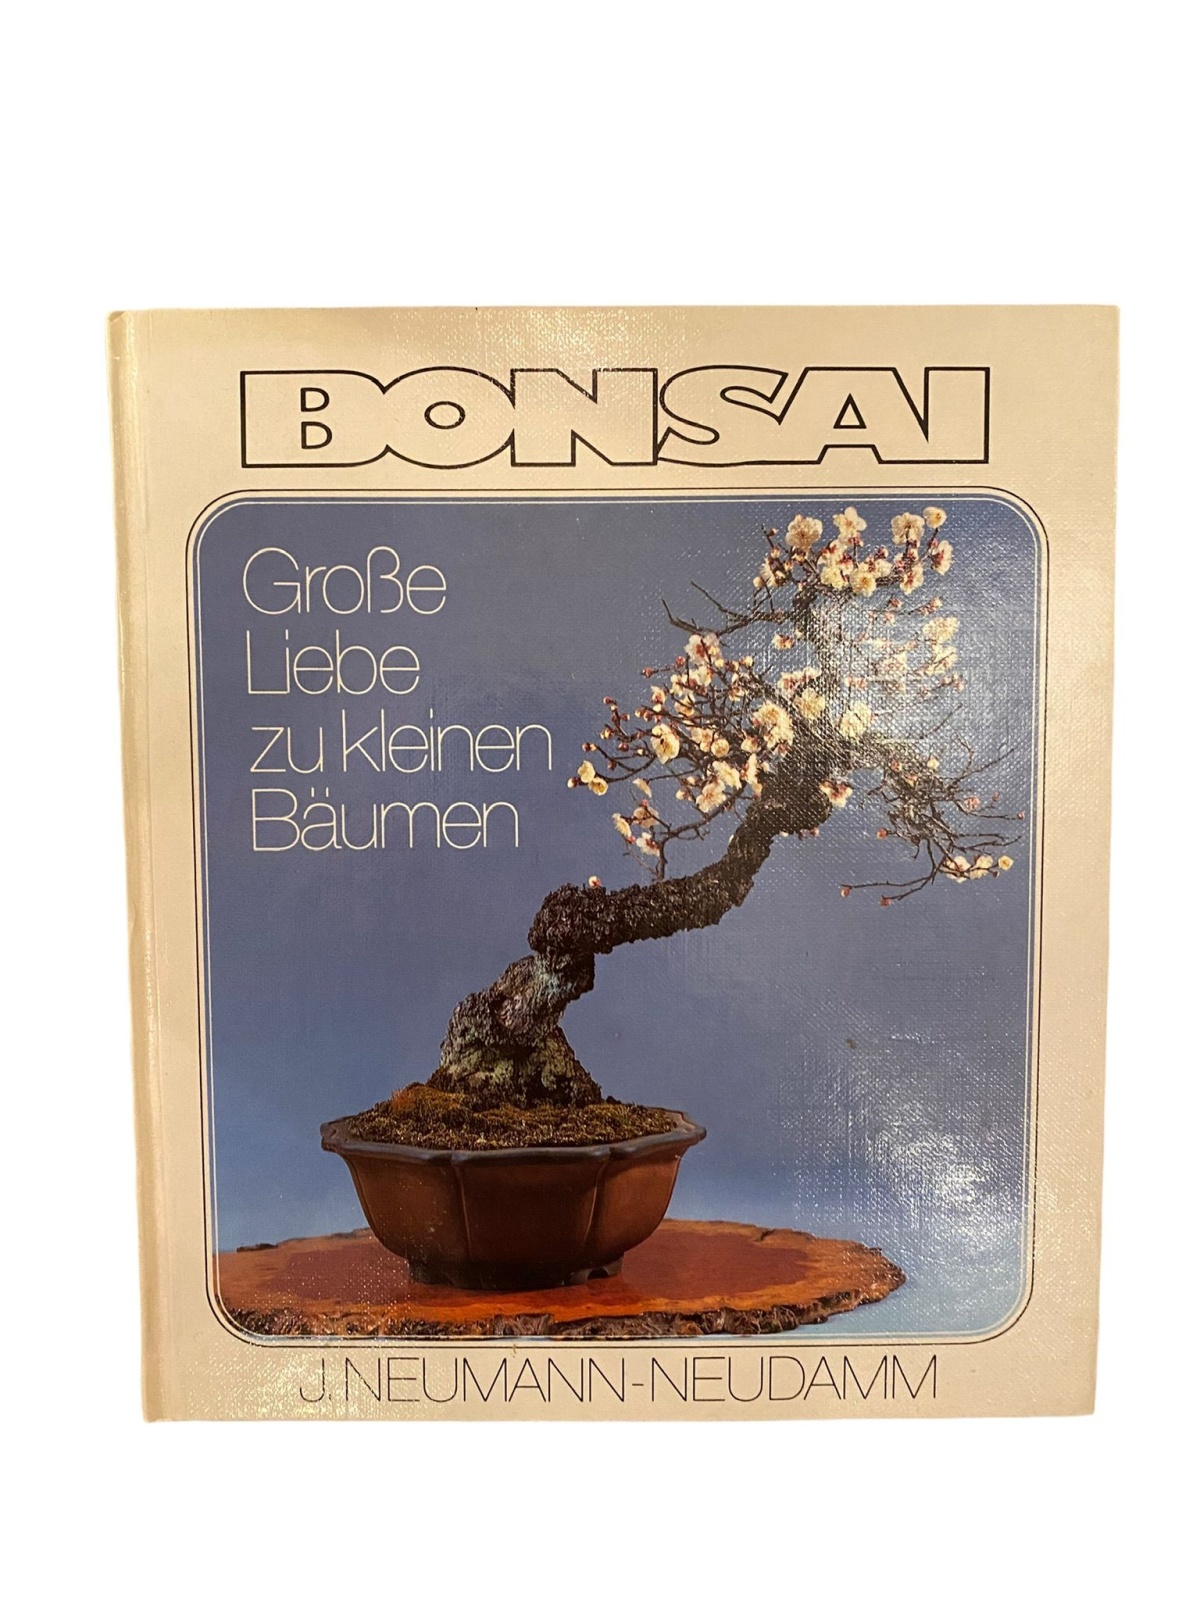 BONSAI
Große
Liebe
zu kleinen
Bäumen
J. NEUMANN-NEUDAMM